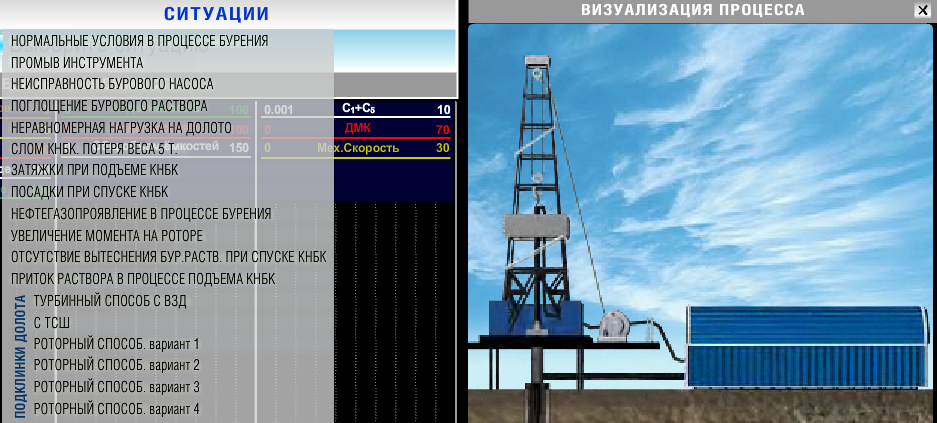 СИТУАЦИИ
НОРМАЛЬНЫЕ УСЛОВИЯ В ПРОЦЕССЕ БУРЕНИЯ
ПРОМЫВ ИНСТРУМЕНТА
НЕИСПРАВНОСТЬ БУРОВОГО НАСОСА
ПОГЛОЩЕНИЕ БУРОВОГО РАСТВОРА
НЕРАВНОМЕРНАЯ НАГРУЗКА НА ДОЛОТО
СЛОМ КНБК. ПОТЕРЯ ВЕСА 5 Т.
ЗАТЯЖКИ ПРИ ПОДЪЕМЕ КНБК
ПОСАДКИ ПРИ СПУСКЕ КНБК
НЕФТЕГАЗОПРОЯВЛЕНИЕ В ПРОЦЕССЕ БУРЕНИЯ
УВЕЛИЧЕНИЕ МОМЕНТА НА РОТОРЕ
ОТСУТСТВИЕ ВЫТЕСНЕНИЯ БУР.РАСТВ. ПРИ СПУСКЕ КНБК
ПРИТОК РАСТВОРА В ПРОЦЕССЕ ПОДЪЕМА КНБК
ПОДКЛИНКИ ДОЛОТА
ТУРБИННЫЙ СПОСОБ С ВЗД
С ТСШ
РОТОРНЫЙ СПОСОБ. вариант 1
РОТОРНЫЙ СПОСОБ. вариант 2
РОТОРНЫЙ СПОСОБ. вариант 3
РОТОРНЫЙ СПОСОБ. вариант 4
100 0.001 C₁+C₅ 10
100 0 ДМК 70
150 0 Мех.Скорость 30
ВИЗУАЛИЗАЦИЯ ПРОЦЕССА